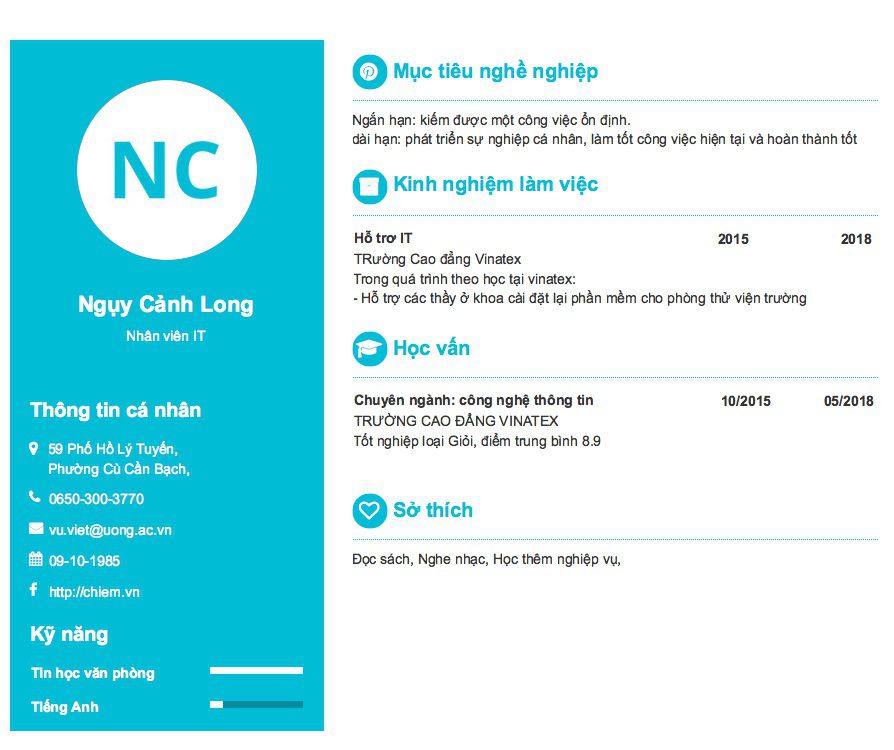 NC
Ngụy Cảnh Long
Nhân viên IT
Thông tin cá nhân
59 Phố Hồ Lý Tuyến,
Phường Cù Cần Bạch,
0650-300-3770
vu.viet@uong.ac.vn
09-10-1985
http://chiem.vn
Kỹ năng
Tin học văn phòng
Tiếng Anh
Mục tiêu nghề nghiệp
Ngắn hạn: kiếm được một công việc ổn định.
dài hạn: phát triển sự nghiệp cá nhân, làm tốt công việc hiện tại và hoàn thành tốt
Kinh nghiệm làm việc
Hỗ trơ IT 2015 2018
TRường Cao đẳng Vinatex
Trong quá trình theo học tại vinatex:
- Hỗ trợ các thầy ở khoa cài đặt lại phần mềm cho phòng thử viện trường
Học vấn
Chuyên ngành: công nghệ thông tin 10/2015 05/2018
TRƯỜNG CAO ĐẲNG VINATEX
Tốt nghiệp loại Giỏi, điểm trung bình 8.9
Sở thích
Đọc sách, Nghe nhạc, Học thêm nghiệp vụ,